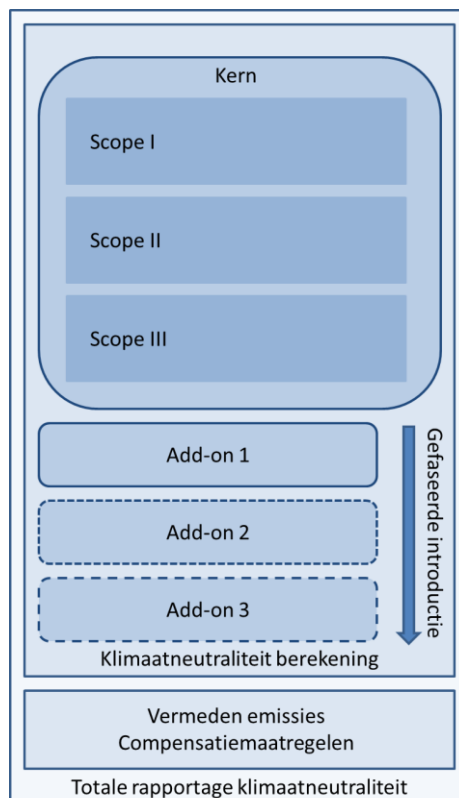 Kern
Scope I
Scope II
Scope III
Add-on 1
Add-on 2
Add-on 3
Gefaseerde introductie
Klimaatneutraliteit berekening
Vermeden emissies
Compensatiemaatregelen
Totale rapportage klimaatneutraliteit